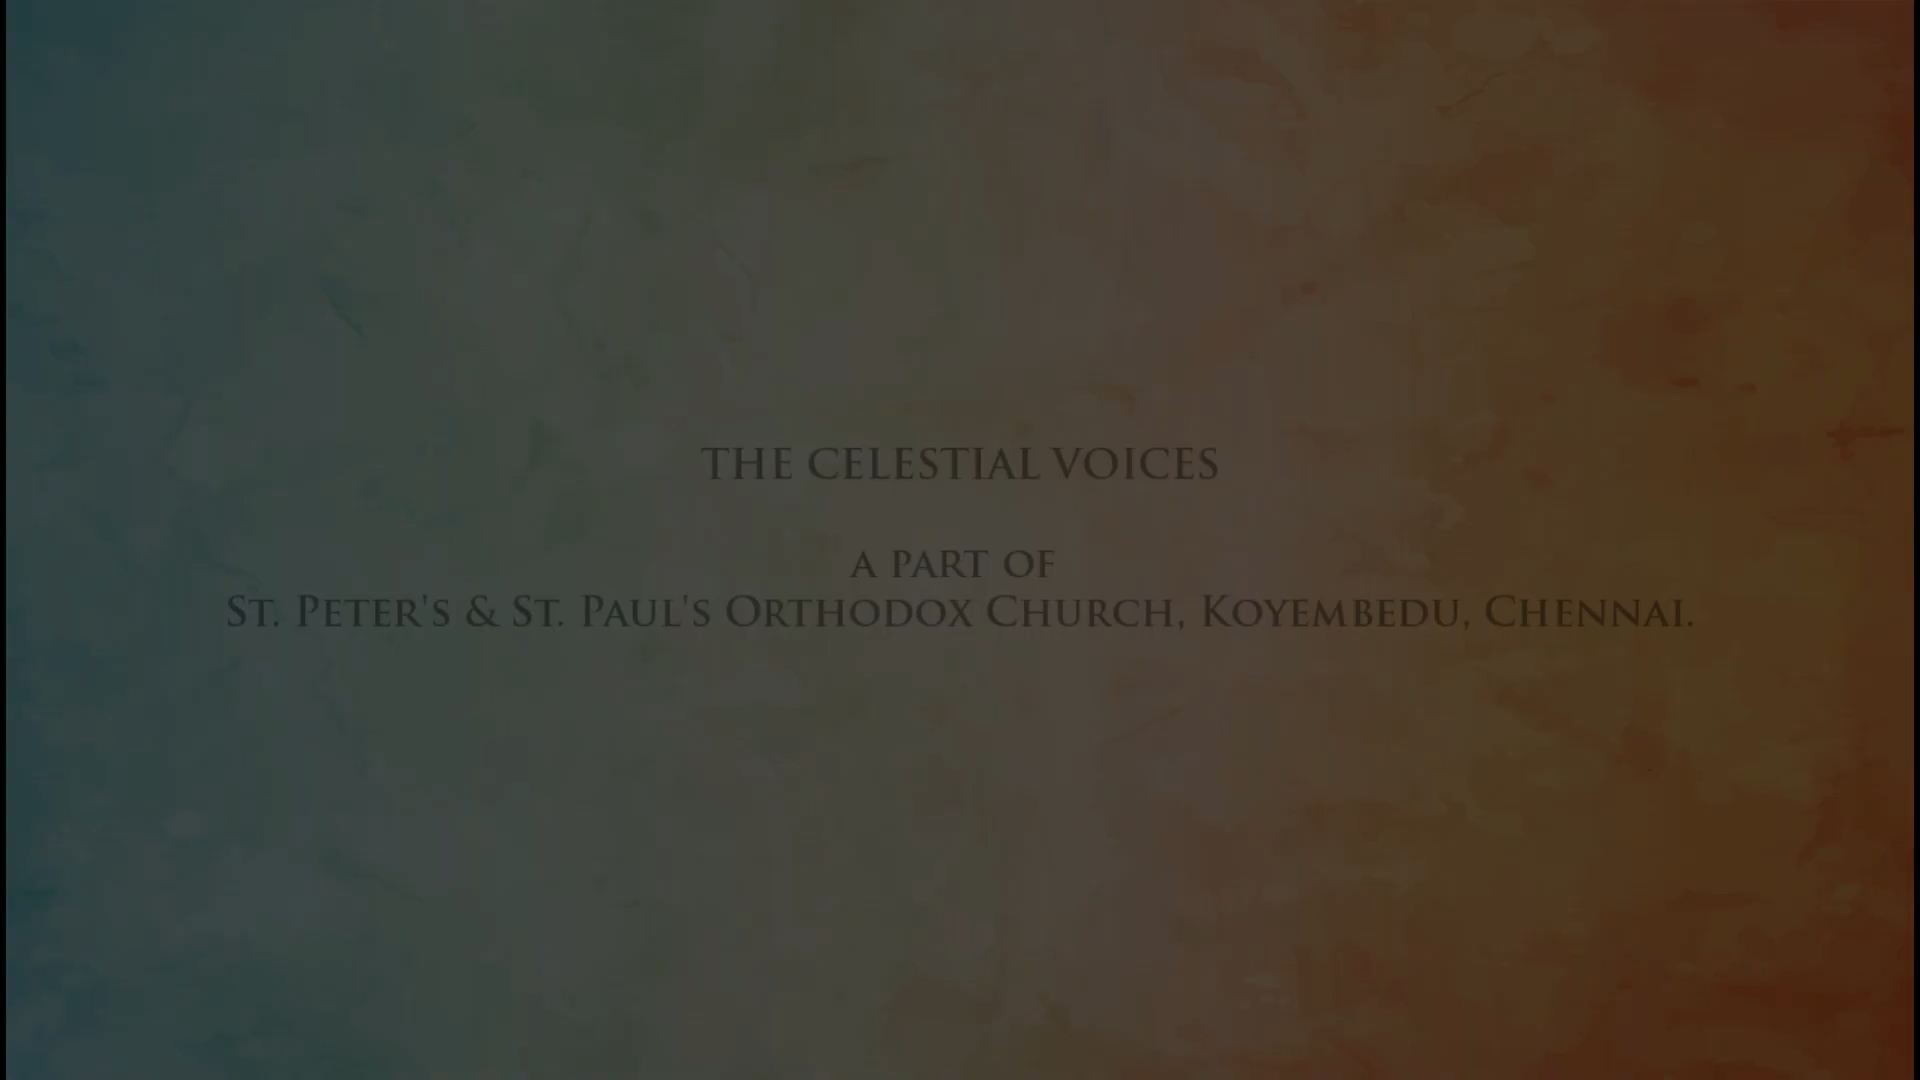 THE CELESTIAL VOICES
A PART OF
ST. PETER'S & ST. PAUL'S ORTHODOX CHURCH, KOYEMBEDU, CHENNAI.